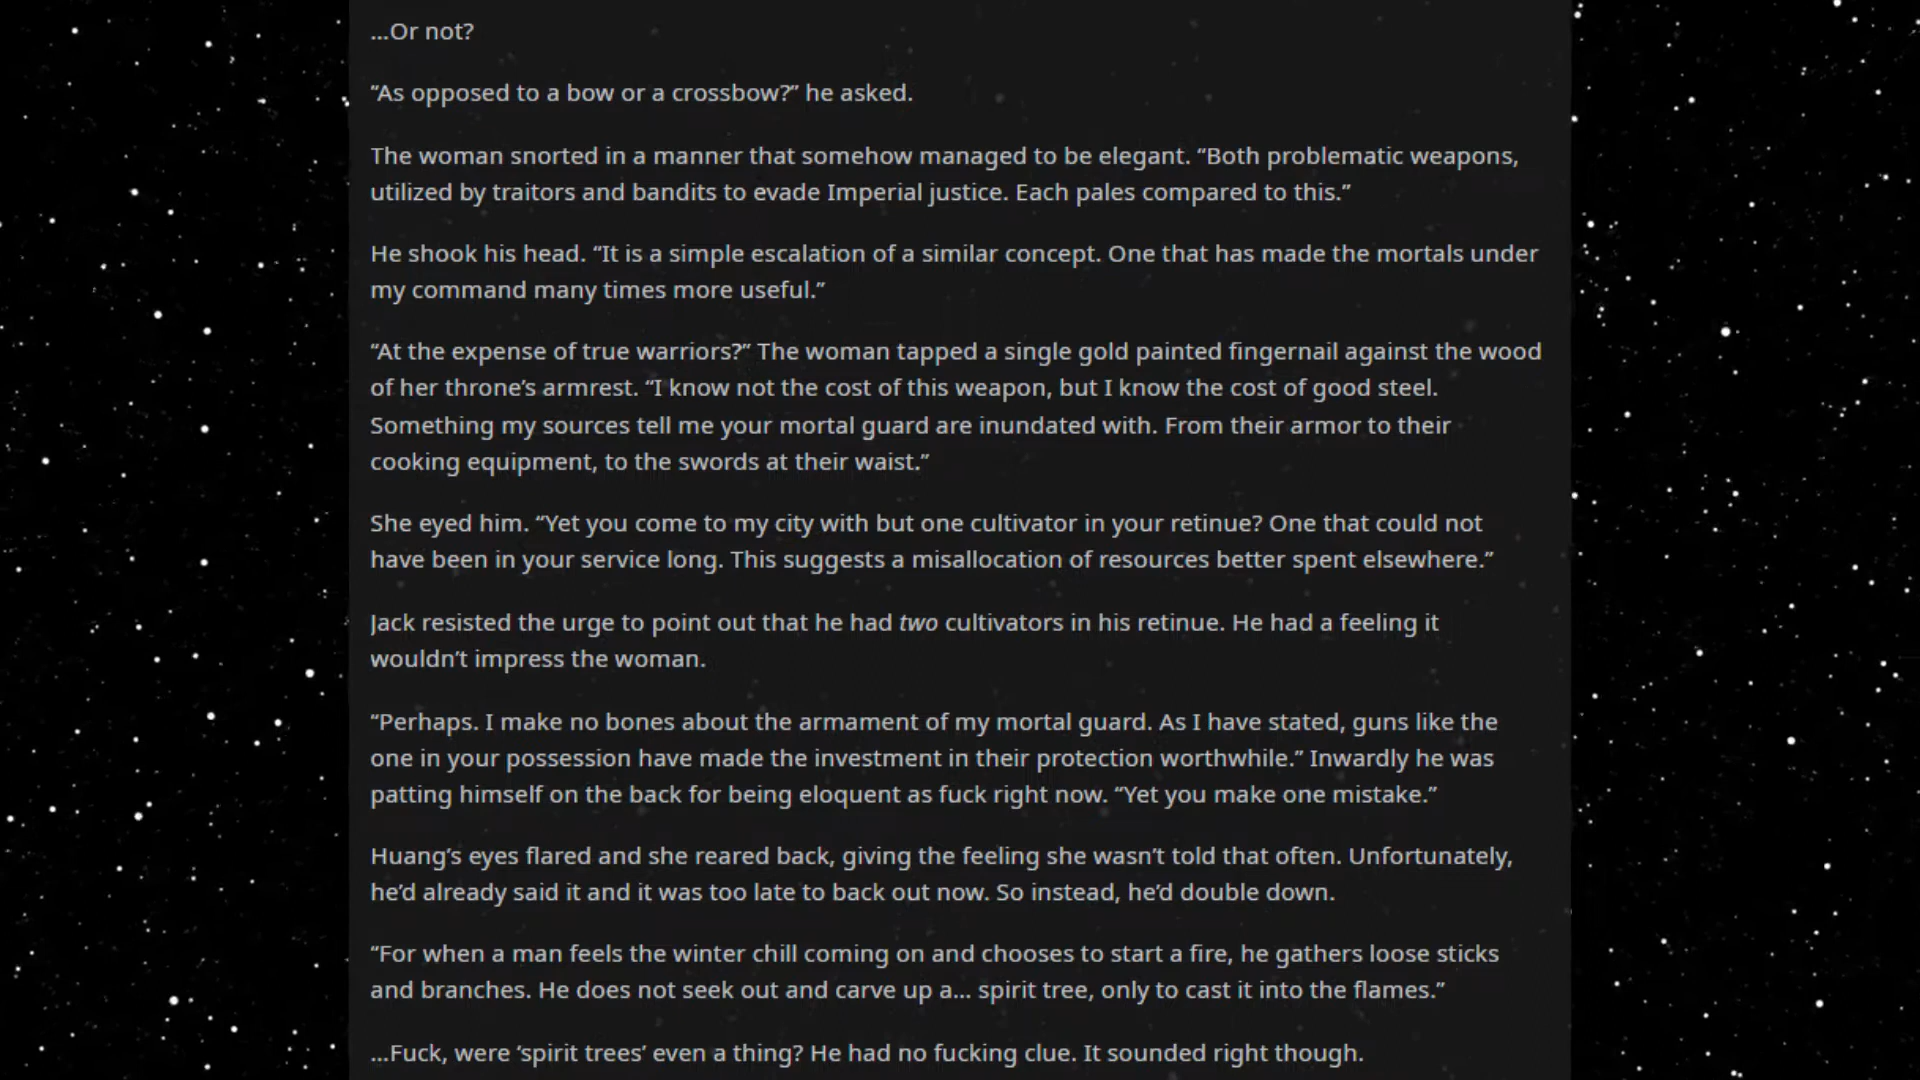 ...Or not?
“As opposed to a bow or a crossbow?” he asked.
The woman snorted in a manner that somehow managed to be elegant. “Both problematic weapons,
utilized by traitors and bandits to evade Imperial justice. Each pales compared to this.”
He shook his head. “It is a simple escalation of a similar concept. One that has made the mortals under
my command many times more useful.”
“At the expense of true warriors?” The woman tapped a single gold painted fingernail against the wood
of her throne’s armrest. “I know not the cost of this weapon, but I know the cost of good steel.
Something my sources tell me your mortal guard are inundated with. From their armor to their
cooking equipment, to the swords at their waist.”
She eyed him. “Yet you come to my city with but one cultivator in your retinue? One that could not
have been in your service long. This suggests a misallocation of resources better spent elsewhere.”
Jack resisted the urge to point out that he had two cultivators in his retinue. He had a feeling it
wouldn’t impress the woman.
“Perhaps. I make no bones about the armament of my mortal guard. As I have stated, guns like the
one in your possession have made the investment in their protection worthwhile.” Inwardly he was
patting himself on the back for being eloquent as fuck right now. “Yet you make one mistake.”
Huang’s eyes flared and she reared back, giving the feeling she wasn’t told that often. Unfortunately,
he’d already said it and it was too late to back out now. So instead, he’d double down.
“For when a man feels the winter chill coming on and chooses to start a fire, he gathers loose sticks
and branches. He does not seek out and carve up a... spirit tree, only to cast it into the flames.”
...Fuck, were ‘spirit trees’ even a thing? He had no fucking clue. It sounded right though.